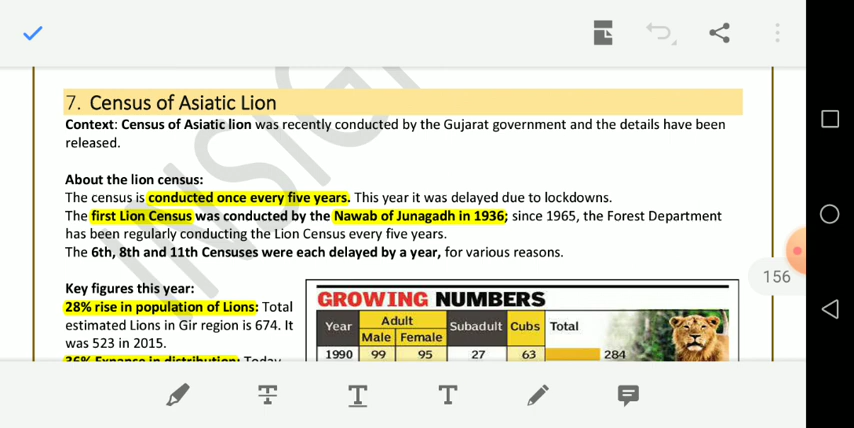 7. Census of Asiatic Lion
Context: Census of Asiatic lion was recently conducted by the Gujarat government and the details have been
released.
About the lion census:
The census is conducted once every five years. This year it was delayed due to lockdowns.
The first Lion Census was conducted by the Nawab of Junagadh in 1936; since 1965, the Forest Department
has been regularly conducting the Lion Census every five years.
The 6th, 8th and 11th Censuses were each delayed by a year, for various reasons.
Key figures this year:
28% rise in population of Lions: Total
estimated Lions in Gir region is 674. It
was 523 in 2015.
36% Expanse in distribution: Today
GROWING NUMBERS
Year Adult Subadult Cubs Total
Male Female
1990 99 95 27 63 284
156
INSIG